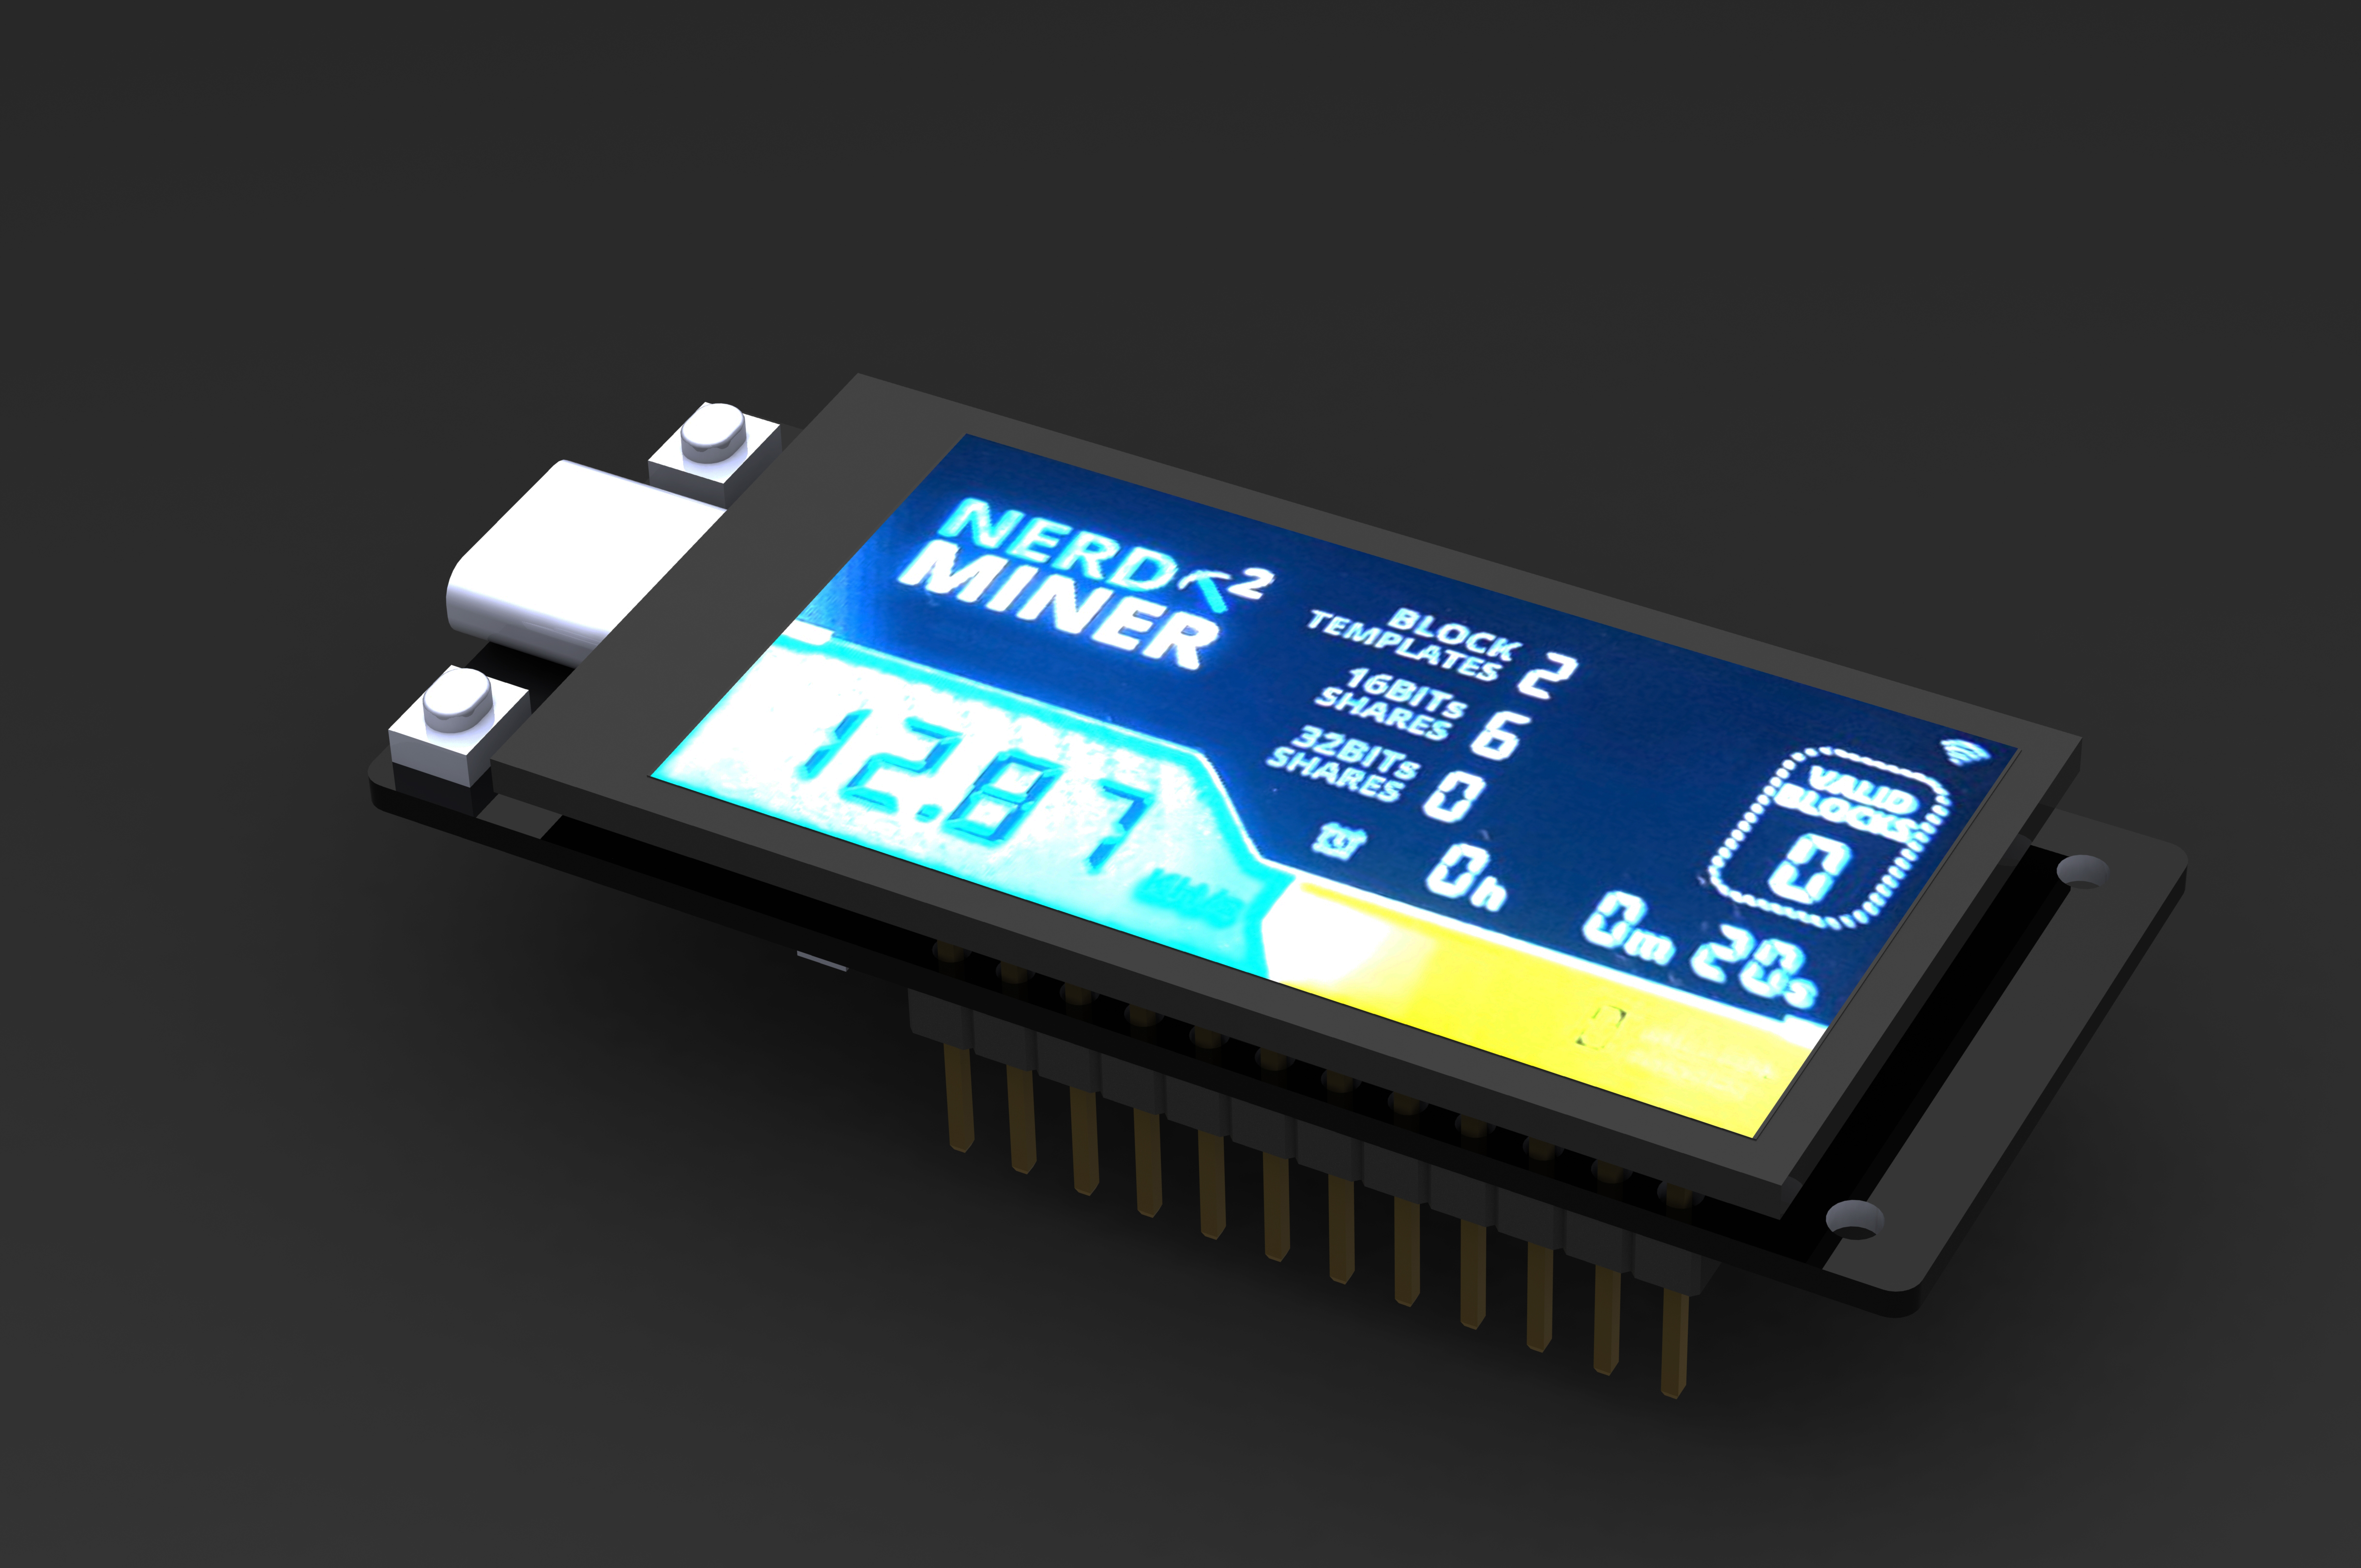 NERD 2
MINER
BLOCK
TEMPLATES 2
16BITs
SHARES 6
32BITs
SHARES 0
VALID
BLOCKS
0
0h 0m 20s
12.87
0